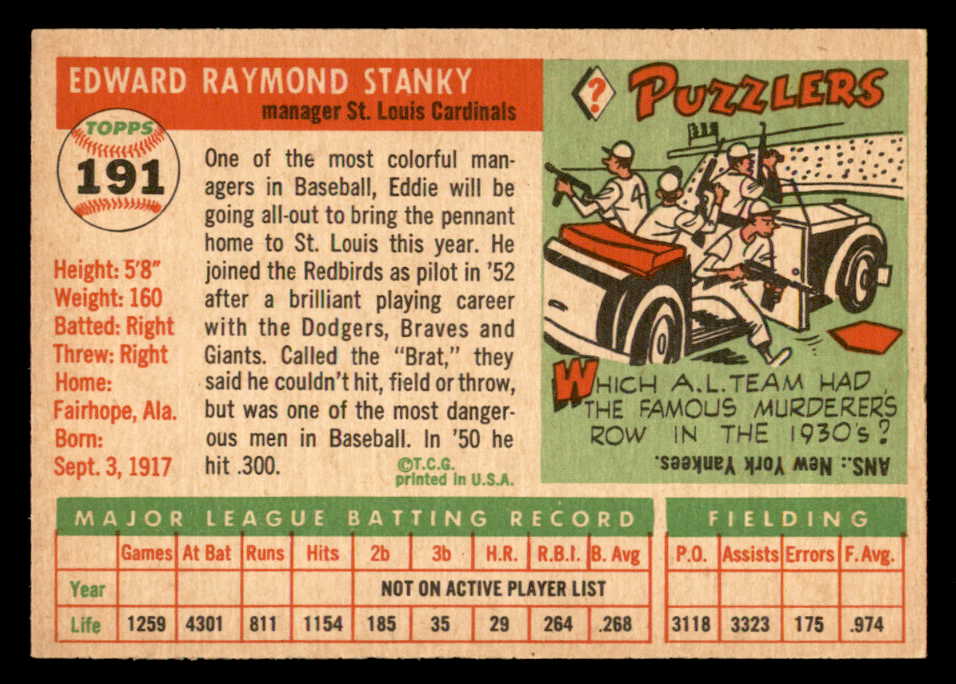 EDWARD RAYMOND STANKY
manager St. Louis Cardinals
TOPPS
191
One of the most colorful man-
agers in Baseball, Eddie will be
going all-out to bring the pennant
home to St. Louis this year. He
joined the Redbirds as pilot in '52
after a brilliant playing career
with the Dodgers, Braves and
Giants. Called the "Brat," they
said he couldn't hit, field or throw,
but was one of the most danger-
ous men in Baseball. In '50 he
hit .300.
©T.C.G.
printed in U.S.A.
Height: 5'8"
Weight: 160
Batted: Right
Threw: Right
Home:
Fairhope, Ala.
Born:
Sept. 3, 1917
? PUZZLERS
4
WHICH A.L. TEAM HAD
THE FAMOUS MURDERER'S
ROW IN THE 1930's?
ANS.: New York Yankees.
MAJOR LEAGUE BATTING RECORD FIELDING
Games At Bat Runs Hits 2b 3b H.R. R.B.I. B. Avg P.O. Assists Errors F. Avg.
Year NOT ON ACTIVE PLAYER LIST
Life 1259 4301 811 1154 185 35 29 264 .268 3118 3323 175 .974